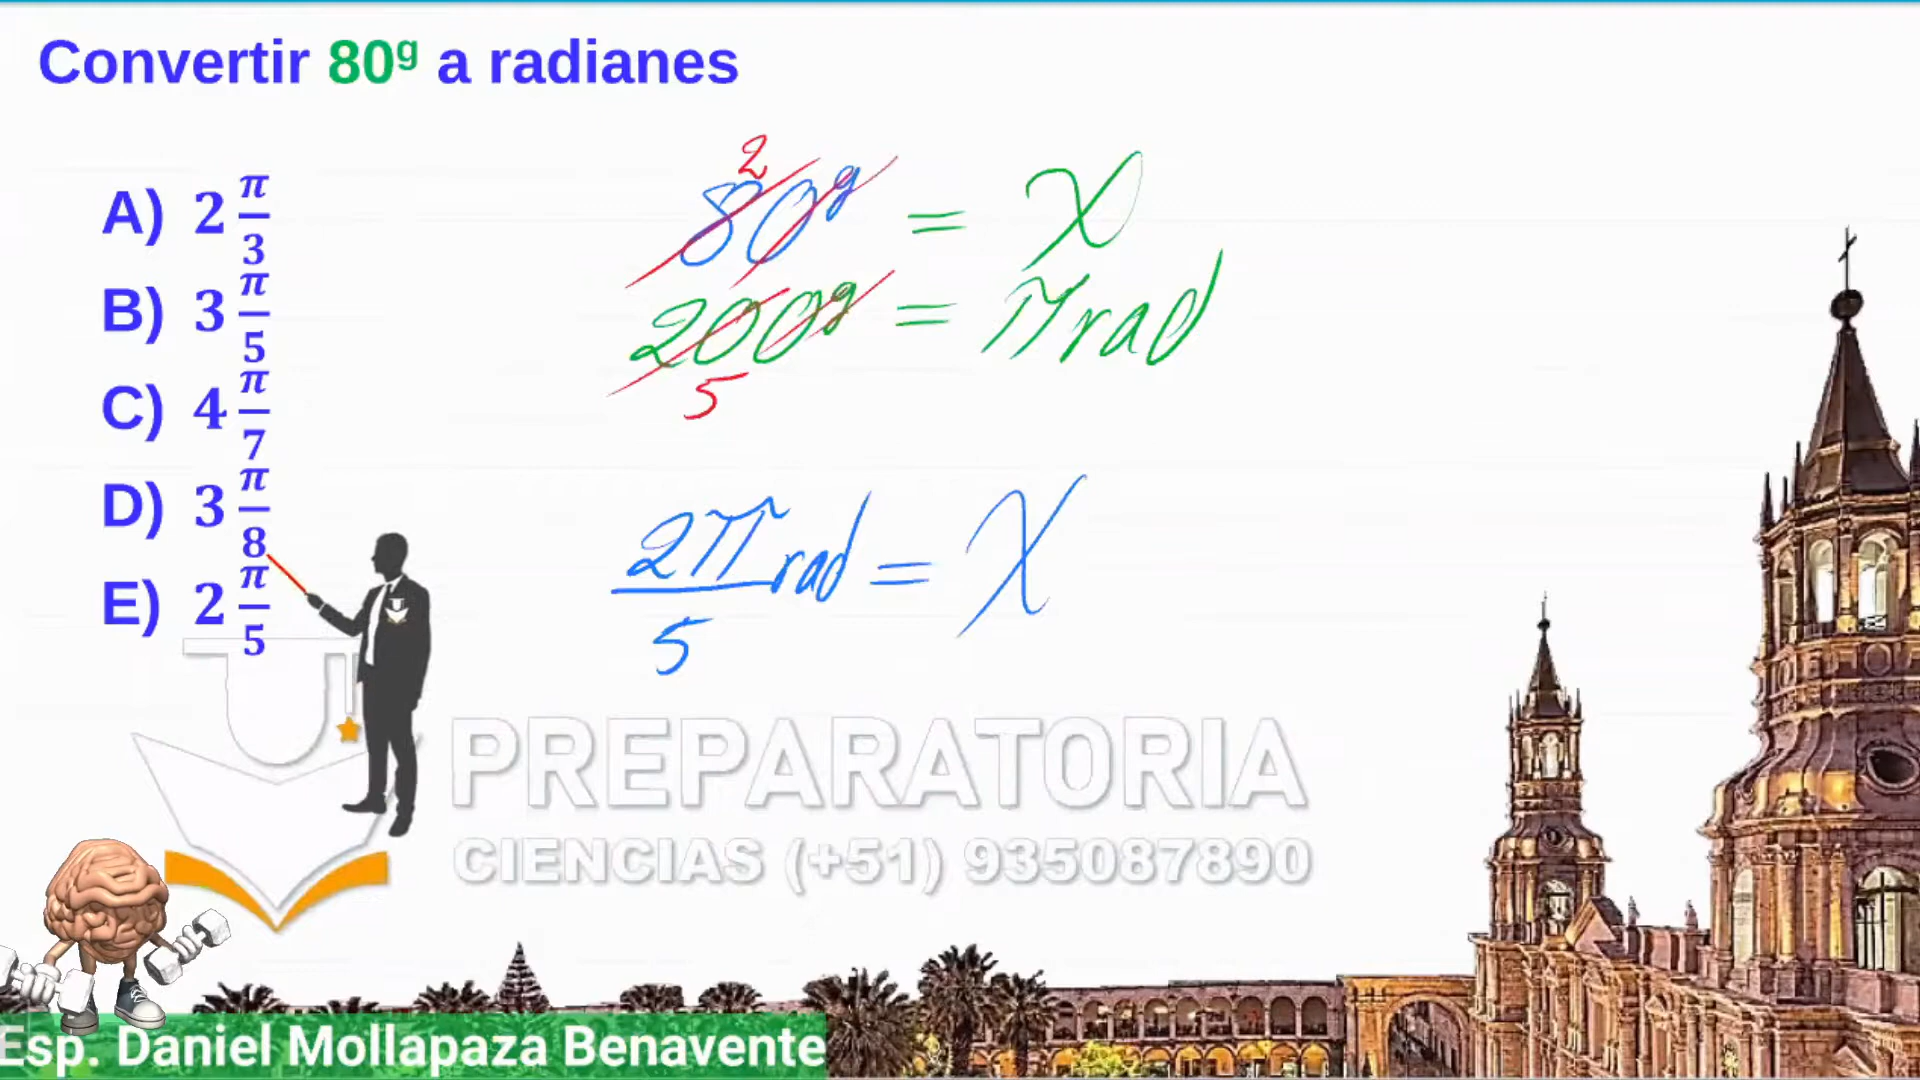 Convertir 80ᵍ a radianes
A) 2 π/3
B) 3 π/5
C) 4 π/7
D) 3 π/8
E) 2 π/5
2
80ᵍ = x
200ᵍ = π rad
5
2π/5 rad = x
PREPARATORIA
CIENCIAS (+51) 935087890
Esp. Daniel Mollapaza Benavente